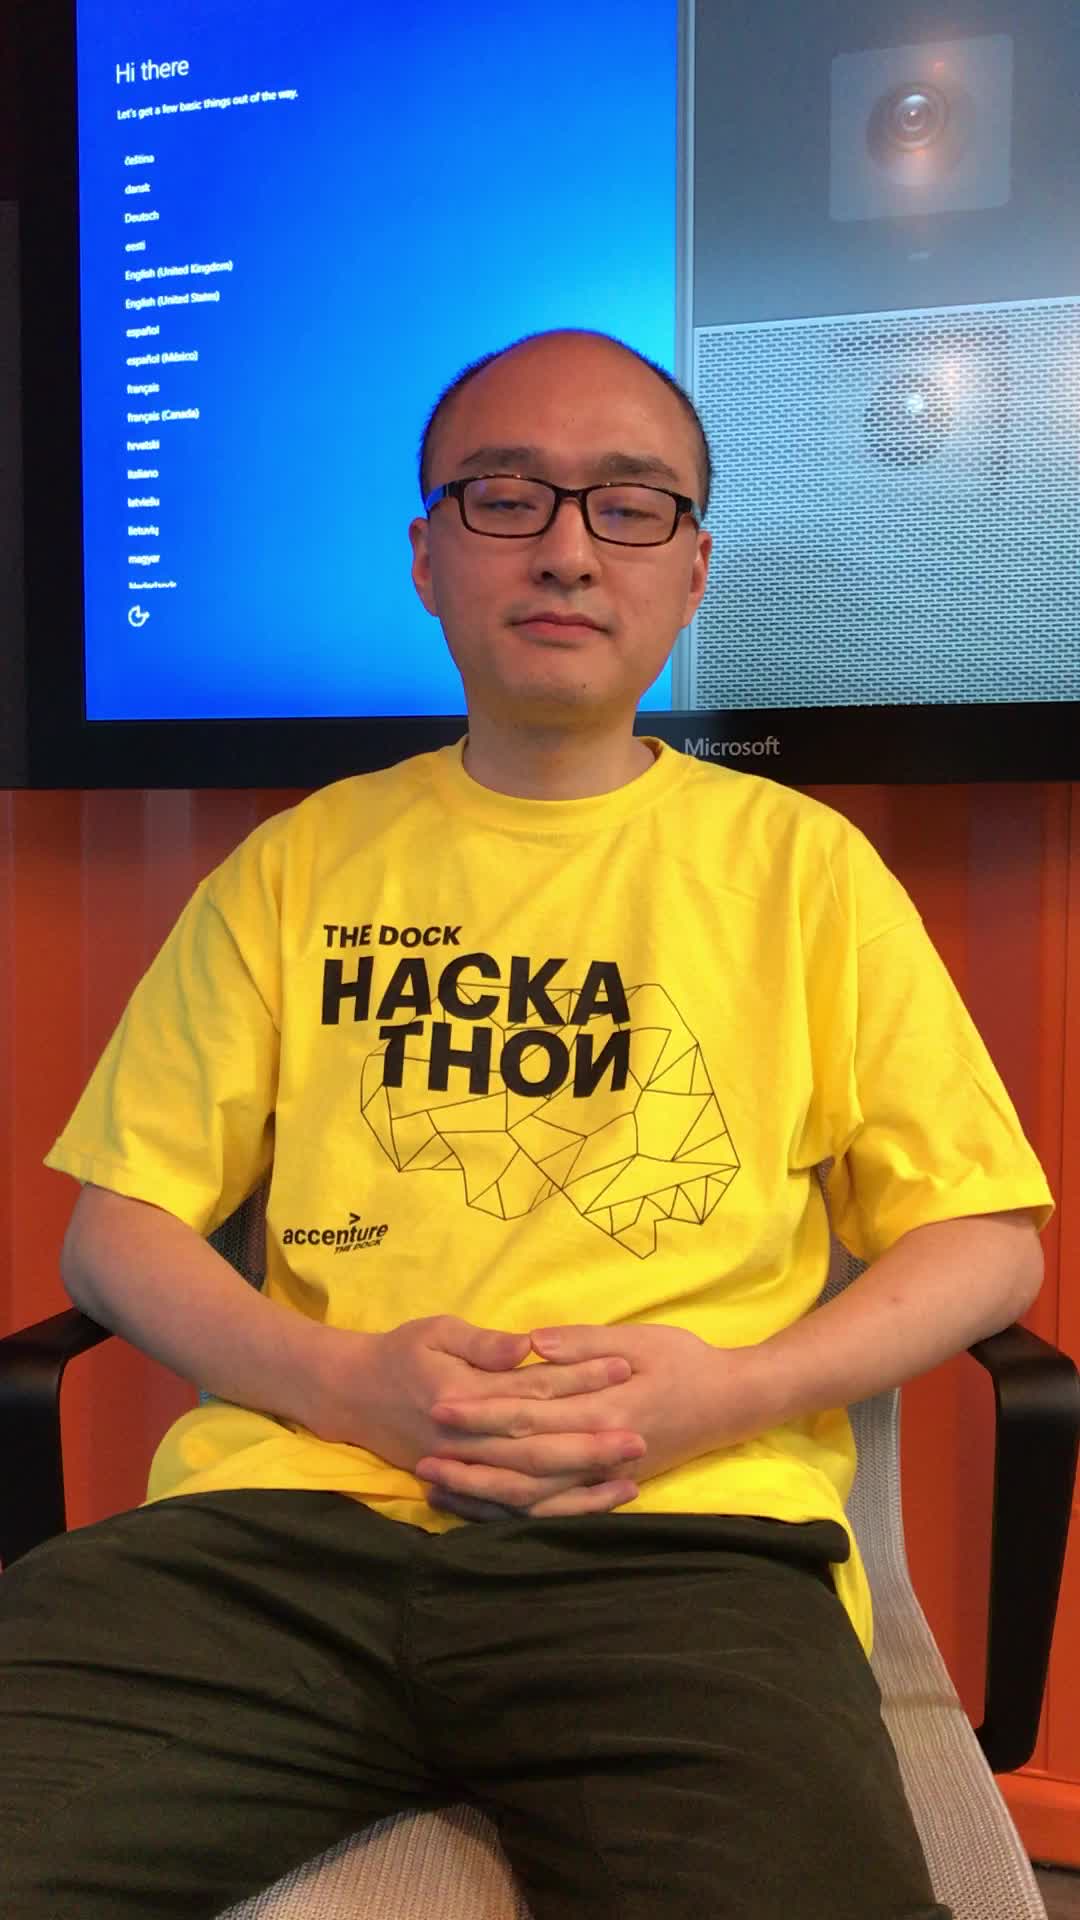 Hi there
Let's get a few basic things out of the way.
čeština
dansk
Deutsch
eesti
English (United Kingdom)
English (United States)
español
español (México)
français
français (Canada)
hrvatski
italiano
latviešu
lietuvių
magyar
Nederlands
Microsoft
THE DOCK
HACKA
THOИ
accenture
THE DOCK